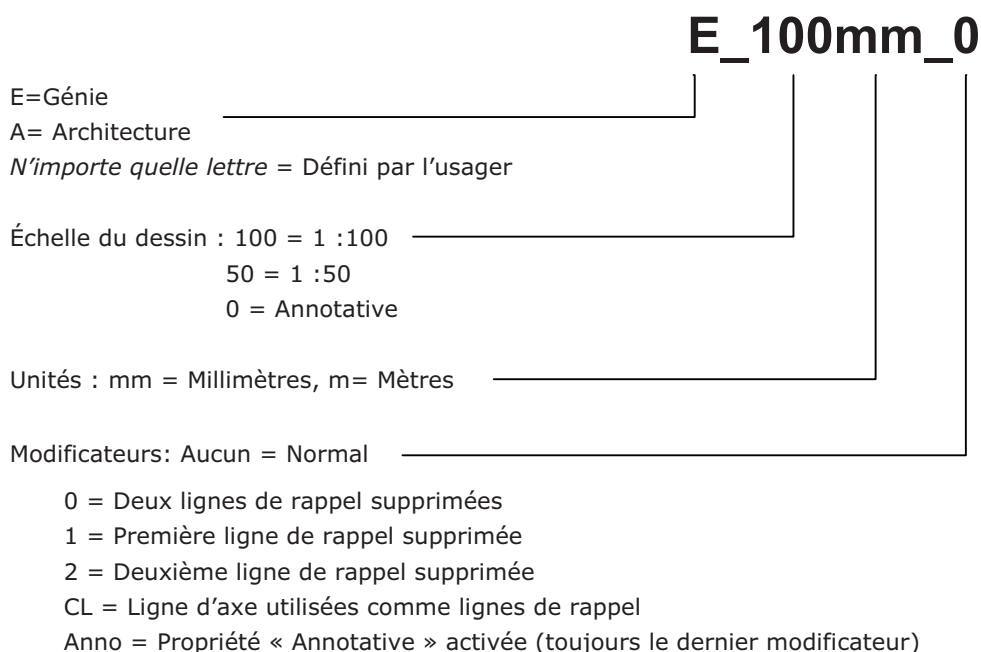 E_100mm_0
E=Génie
A= Architecture
N'importe quelle lettre = Défini par l'usager
Échelle du dessin : 100 = 1 :100
50 = 1 :50
0 = Annotative
Unités : mm = Millimètres, m= Mètres
Modificateurs: Aucun = Normal
0 = Deux lignes de rappel supprimées
1 = Première ligne de rappel supprimée
2 = Deuxième ligne de rappel supprimée
CL = Ligne d'axe utilisées comme lignes de rappel
Anno = Propriété « Annotative » activée (toujours le dernier modificateur)